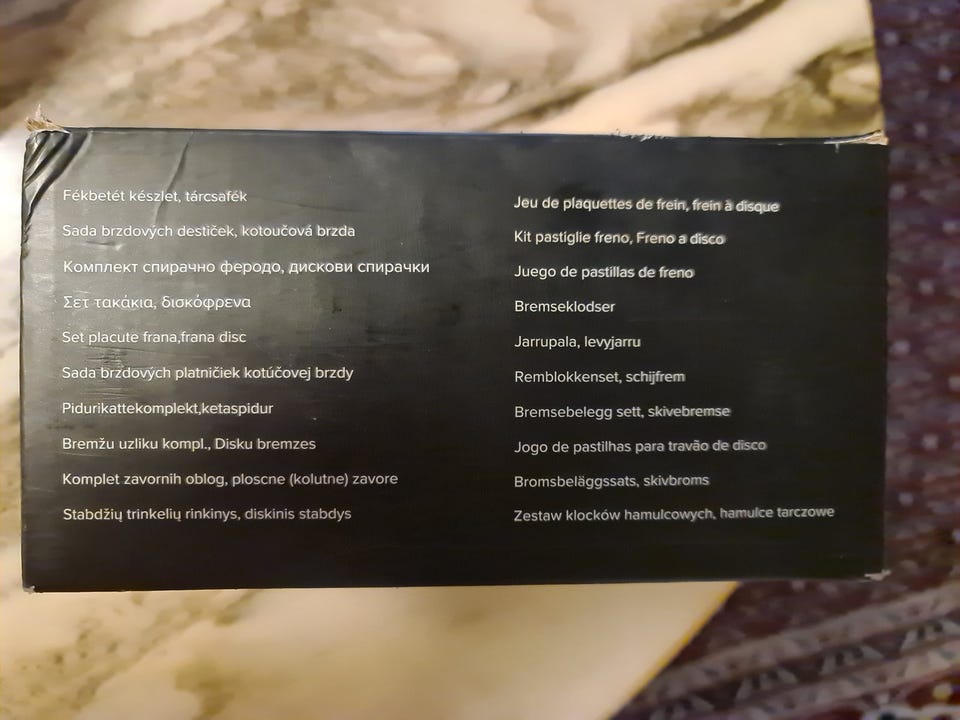 Fékbetét készlet, tárcsafék
Sada brzdových destiček, kotoučová brzda
Комплект спирачно феродо, дискови спирачки
Σετ τακάκια, δισκόφρενα
Set placute frana,frana disc
Sada brzdových platničiek kotúčovej brzdy
Pidurikattekomplekt,ketaspidur
Bremžu uzliku kompl., Disku bremzes
Komplet zavornih oblog, ploscne (kolutne) zavore
Stabdžių trinkelių rinkinys, diskinis stabdys
Jeu de plaquettes de frein, frein à disque
Kit pastiglie freno, Freno a disco
Juego de pastillas de freno
Bremseklodser
Jarrupala, levyjarru
Remblokkenset, schijfrem
Bremsebelegg sett, skivebremse
Jogo de pastilhas para travão de disco
Bromsbeläggssats, skivbroms
Zestaw klocków hamulcowych, hamulce tarczowe